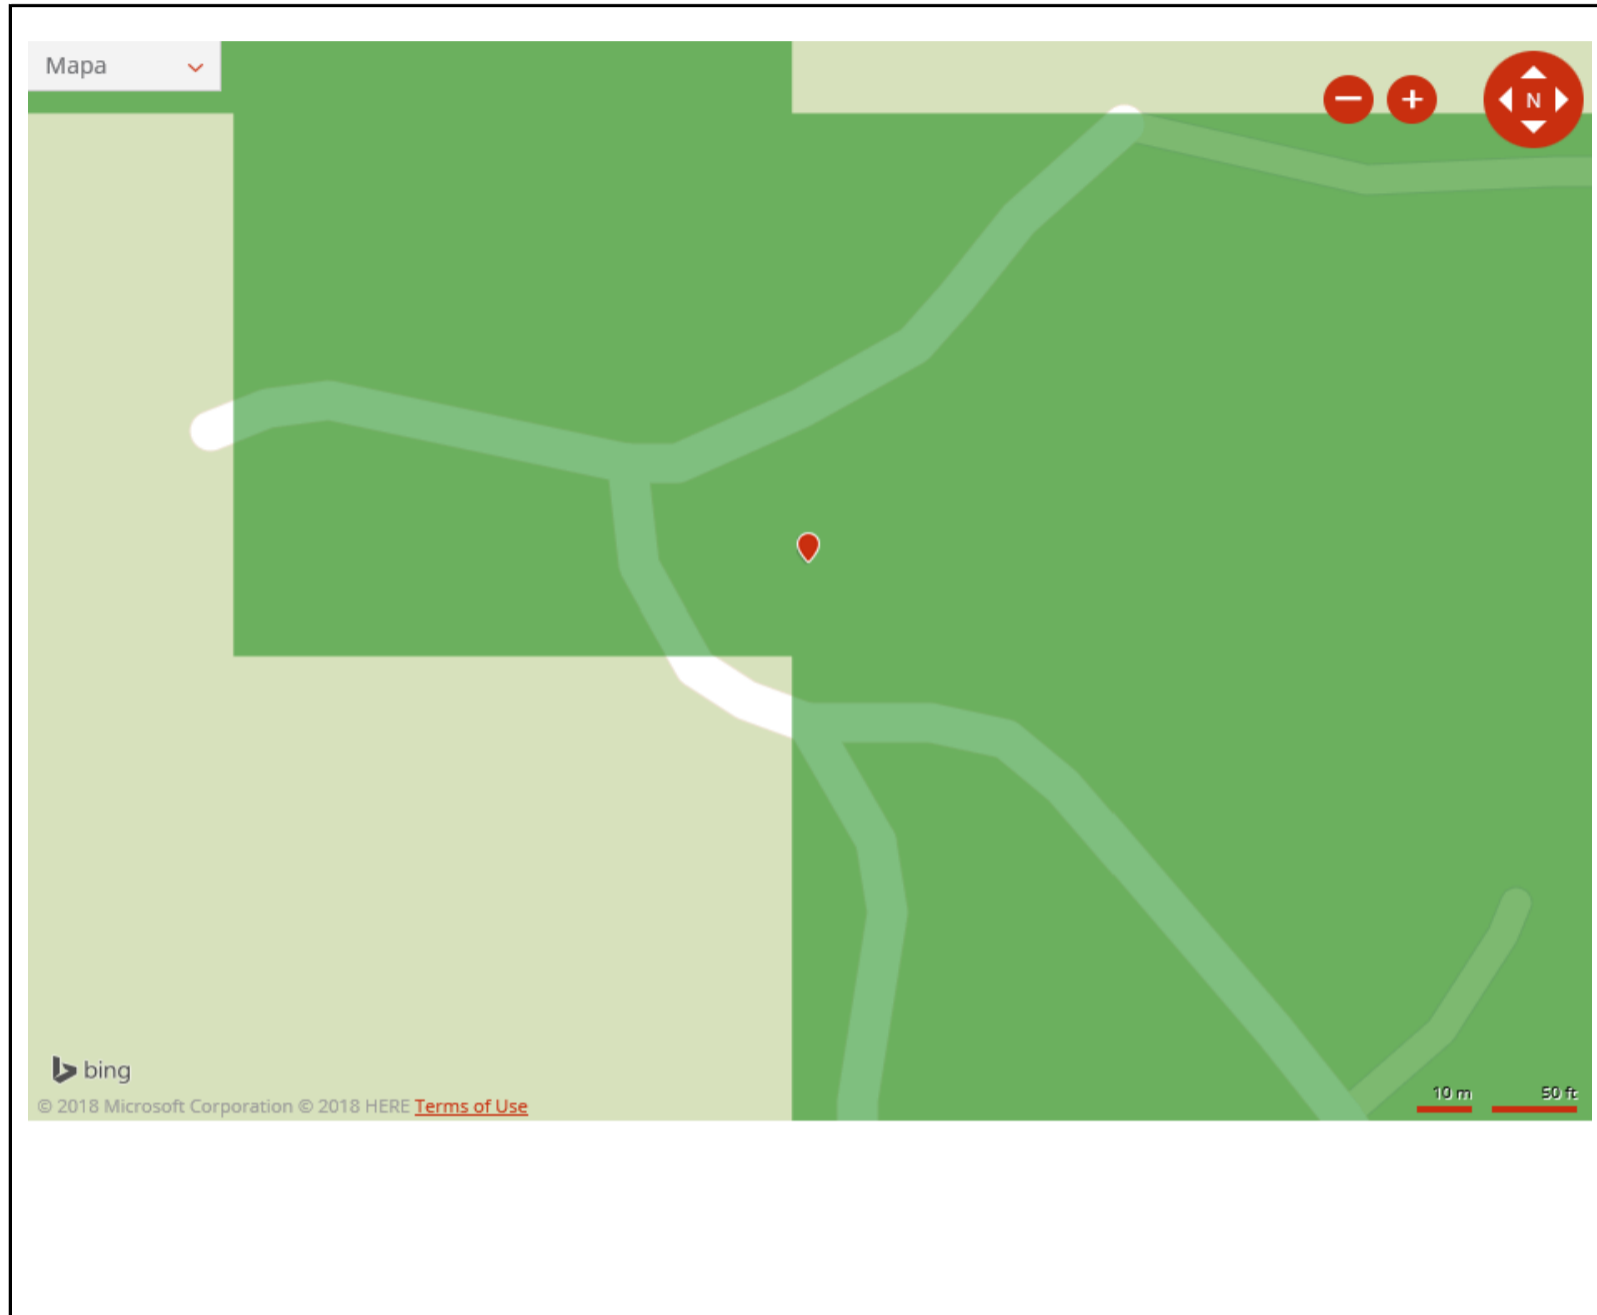 Mapa
N
bing
© 2018 Microsoft Corporation © 2018 HERE Terms of Use
10 m 50 ft